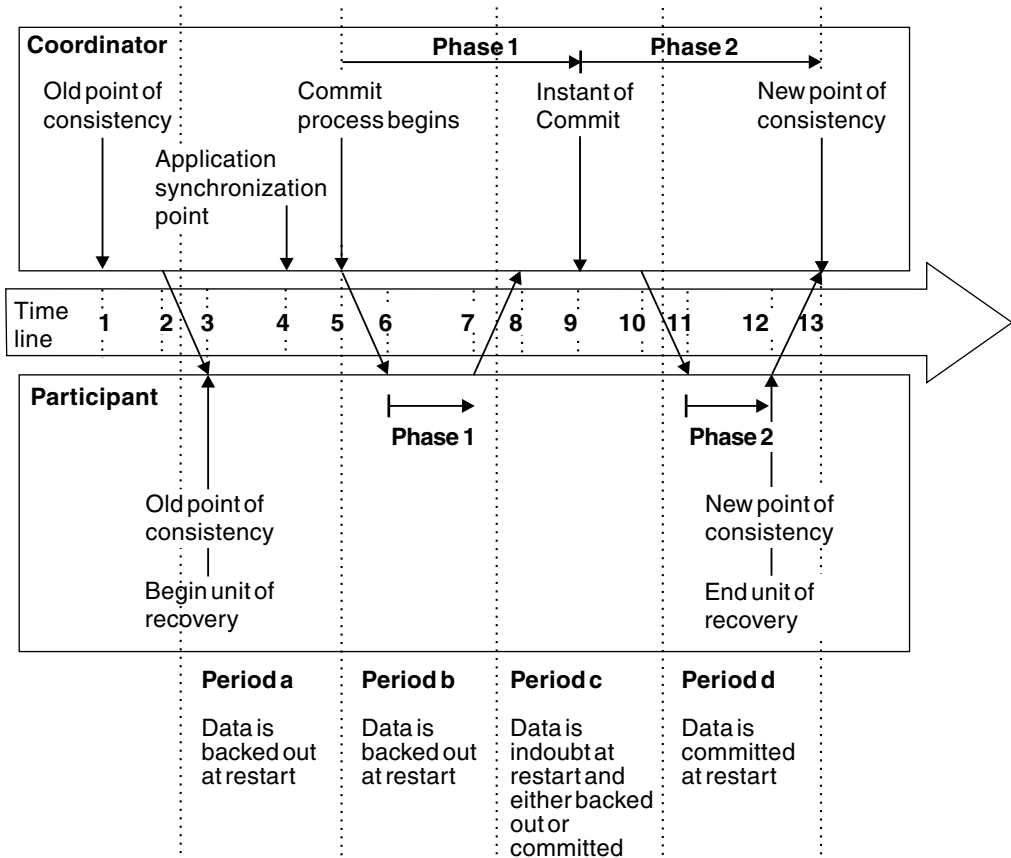 Coordinator
Phase 1
Phase 2
Old point of
consistency
Commit
process begins
Instant of
Commit
New point of
consistency
Application
synchronization
point
Time
line
1 2 3 4 5 6 7 8 9 10 11 12 13
Participant
Phase 1
Phase 2
Old point of
consistency
New point of
consistency
Begin unit of
recovery
End unit of
recovery
Period a
Data is
backed out
at restart
Period b
Data is
backed out
at restart
Period c
Data is
indoubt at
restart and
either backed
out or
committed
Period d
Data is
committed
at restart